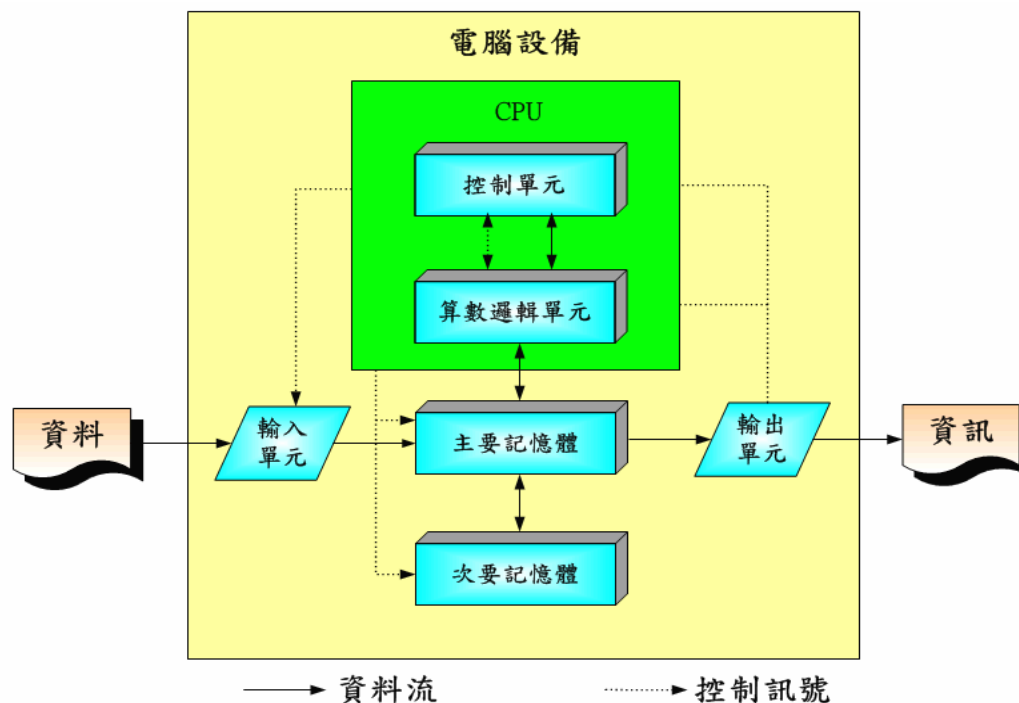 電腦設備
CPU
控制單元
算數邏輯單元
資料
輸入
單元
主要記憶體
輸出
單元
資訊
次要記憶體
資料流
控制訊號